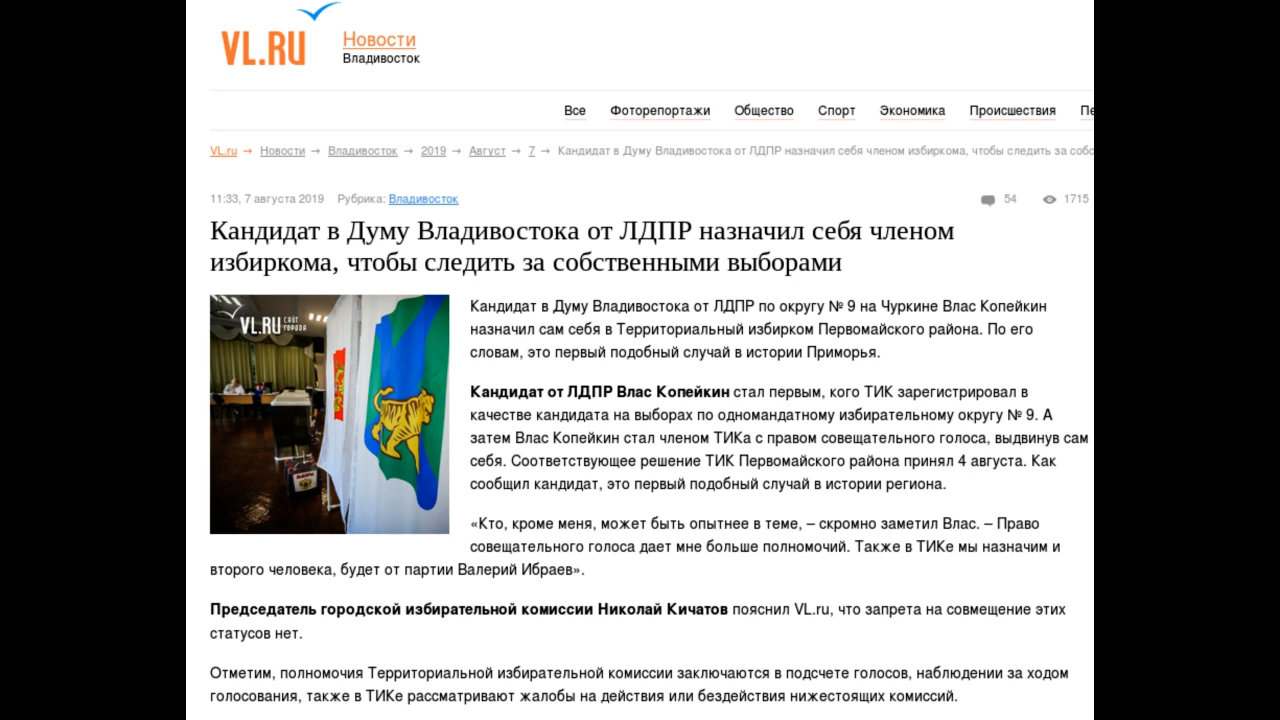 VL.RU
Новости
Владивосток
Все Фоторепортажи Общество Спорт Экономика Происшествия Пе
VL.ru → Новости → Владивосток → 2019 → Август → 7 → Кандидат в Думу Владивостока от ЛДПР назначил себя членом избиркома, чтобы следить за собс
11:33, 7 августа 2019 Рубрика: Владивосток 54 1715
Кандидат в Думу Владивостока от ЛДПР назначил себя членом
избиркома, чтобы следить за собственными выборами
VL.RU САЙТ ГОРОДА
Кандидат в Думу Владивостока от ЛДПР по округу № 9 на Чуркине Влас Копейкин
назначил сам себя в Территориальный избирком Первомайского района. По его
словам, это первый подобный случай в истории Приморья.
Кандидат от ЛДПР Влас Копейкин стал первым, кого ТИК зарегистрировал в
качестве кандидата на выборах по одномандатному избирательному округу № 9. А
затем Влас Копейкин стал членом ТИКа с правом совещательного голоса, выдвинув сам
себя. Соответствующее решение ТИК Первомайского района принял 4 августа. Как
сообщил кандидат, это первый подобный случай в истории региона.
«Кто, кроме меня, может быть опытнее в теме, – скромно заметил Влас. – Право
совещательного голоса дает мне больше полномочий. Также в ТИКе мы назначим и
второго человека, будет от партии Валерий Ибраев».
Председатель городской избирательной комиссии Николай Кичатов пояснил VL.ru, что запрета на совмещение этих
статусов нет.
Отметим, полномочия Территориальной избирательной комиссии заключаются в подсчете голосов, наблюдении за ходом
голосования, также в ТИКе рассматривают жалобы на действия или бездействия нижестоящих комиссий.